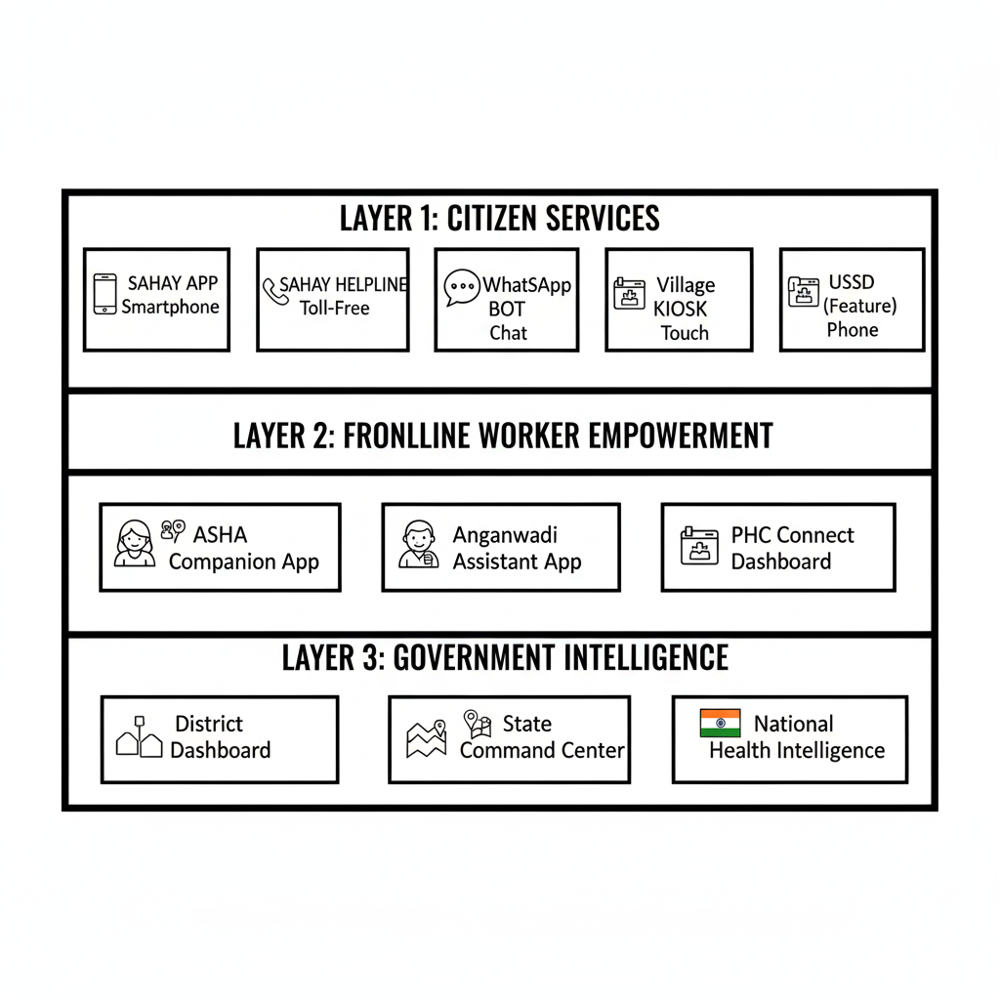 LAYER 1: CITIZEN SERVICES
SAHAY APP
Smartphone
SAHAY HELPLINE
Toll-Free
WhatSApp
BOT
Chat
Village
KIOSK
Touch
USSD
(Feature)
Phone
LAYER 2: FRONLLINE WORKER EMPOWERMENT
ASHA
Companion App
Anganwadi
Assistant App
PHC Connect
Dashboard
LAYER 3: GOVERNMENT INTELLIGENCE
District
Dashboard
State
Command Center
National
Health Intelligence